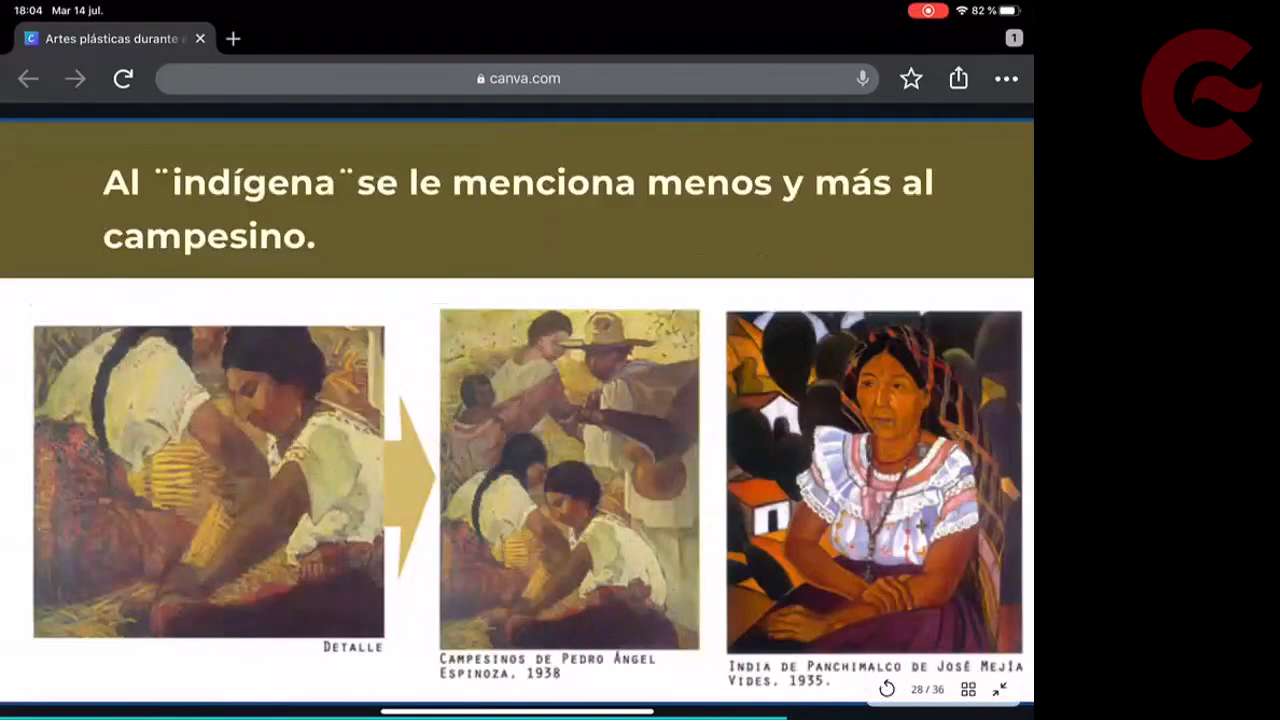 18:04 Mar 14 jul.
82 %
Artes plásticas durante
1
canva.com
Al ¨indígena¨se le menciona menos y más al
campesino.
Detalle
Campesinos de Pedro Ángel
Espinoza, 1938
India de Panchimalco de José Mejía
Vides, 1935.
28 / 36